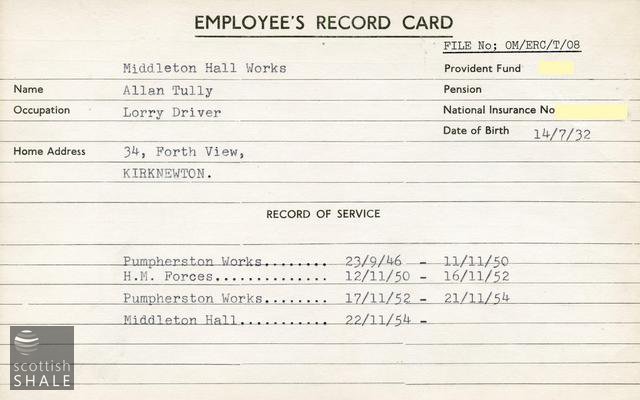 EMPLOYEE'S RECORD CARD
FILE No; OM/ERC/T/08
Middleton Hall Works
Provident Fund
Name Allan Tully
Pension
Occupation Lorry Driver
National Insurance No
Date of Birth 14/7/32
Home Address 34, Forth View,
KIRKNEWTON.
RECORD OF SERVICE
Pumpherston Works........ 23/9/46 - 11/11/50
H.M. Forces.............. 12/11/50 - 16/11/52
Pumpherston Works........ 17/11/52 - 21/11/54
Middleton Hall........... 22/11/54 -
scottish
SHALE